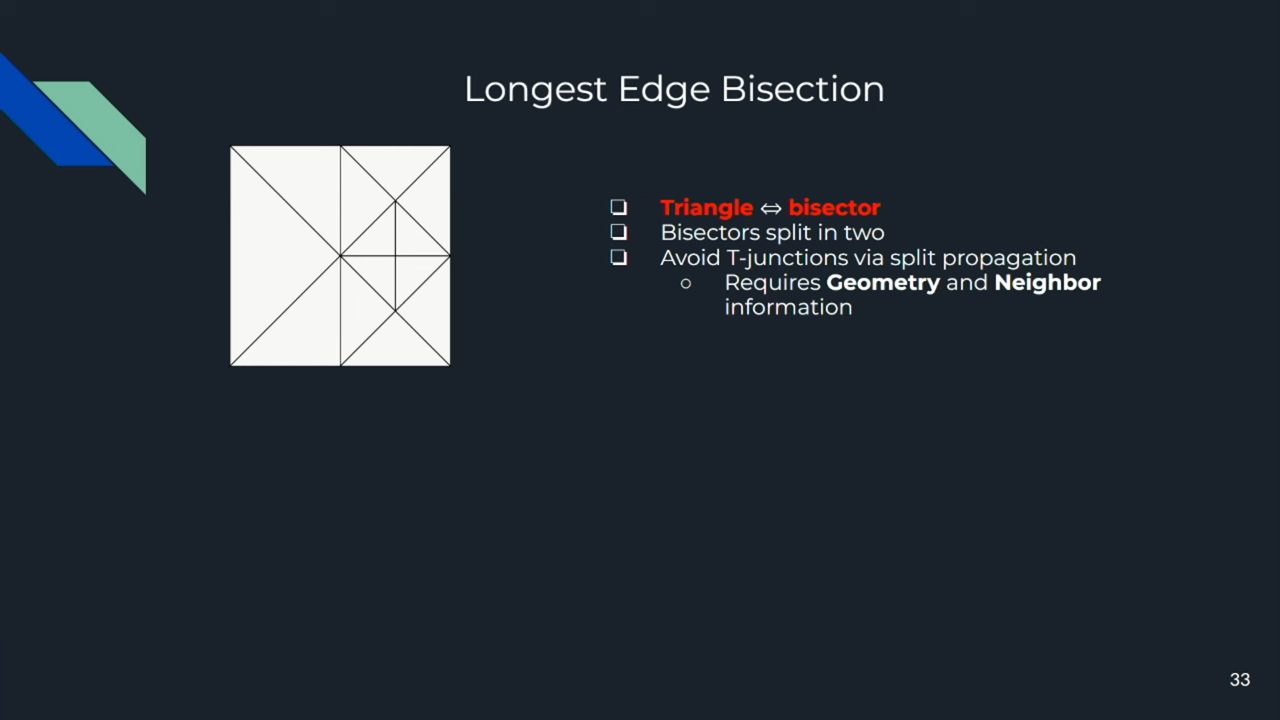 Longest Edge Bisection
❏ Triangle ⇔ bisector
❏ Bisectors split in two
❏ Avoid T-junctions via split propagation
○ Requires Geometry and Neighbor
information
33